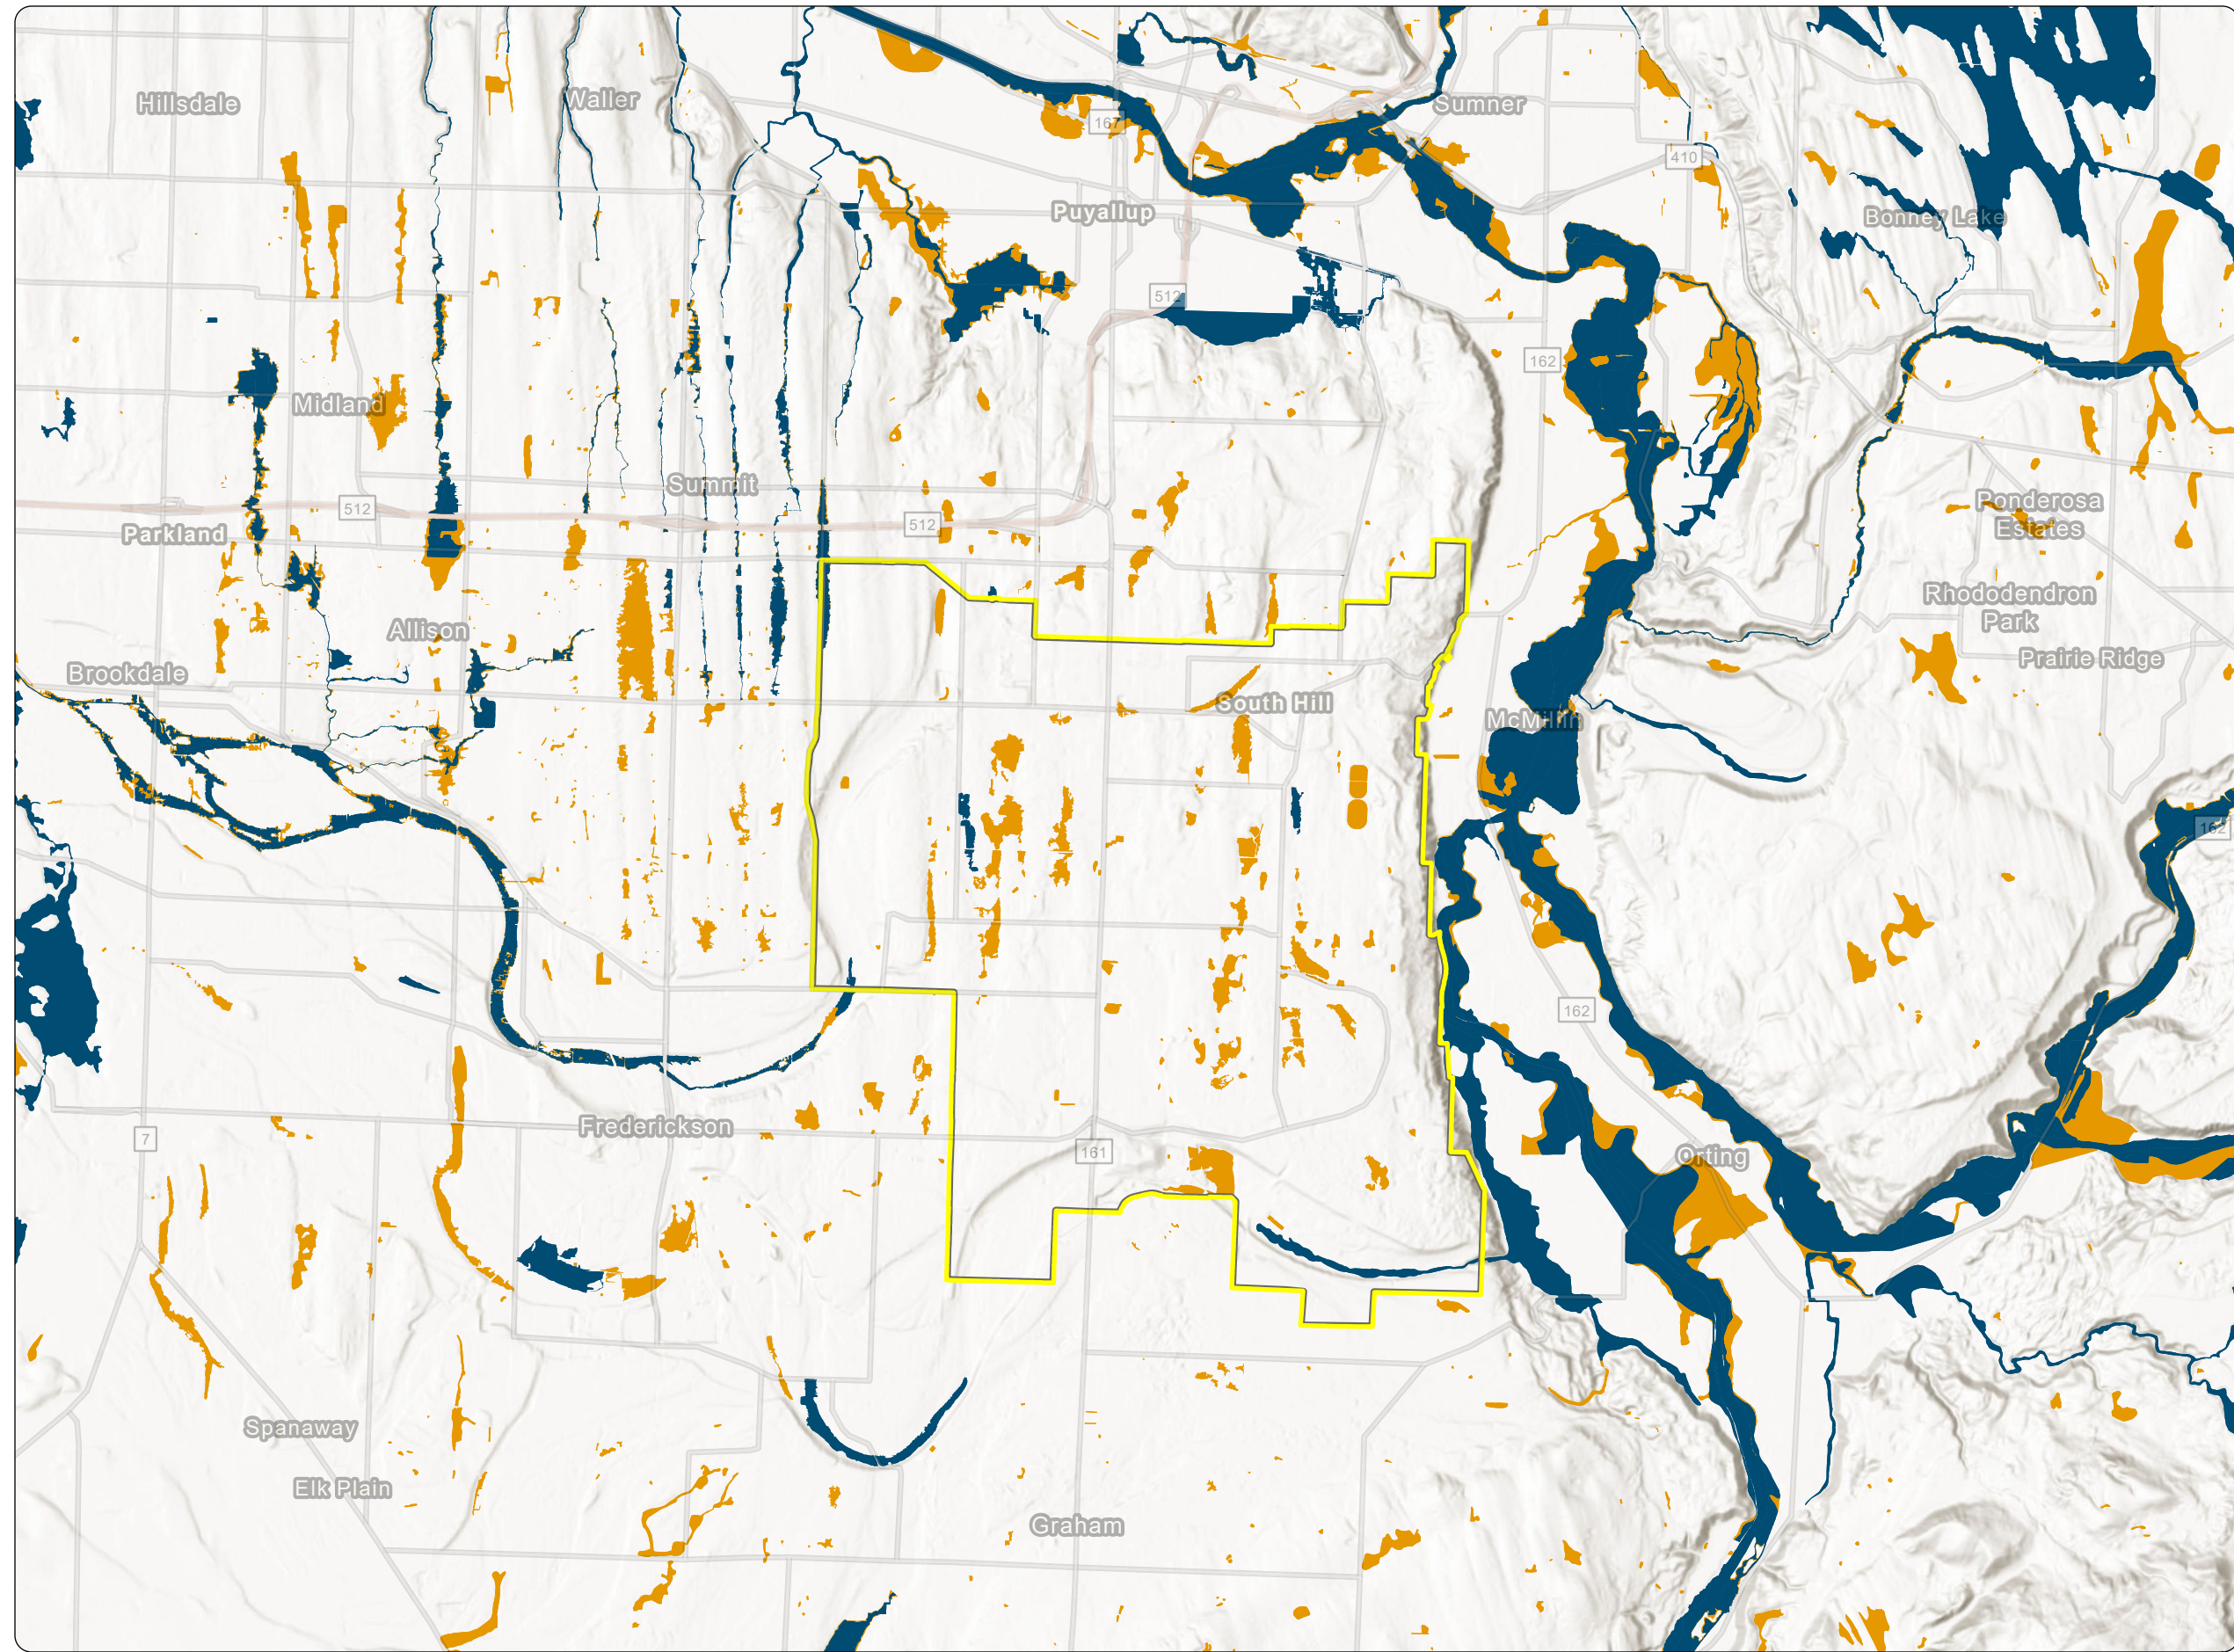 Hillsdale
Waller
Sumner
167
410
Puyallup
Bonney Lake
512
162
Midland
Summit
512
512
Parkland
Ponderosa
Estates
Rhododendron
Park
Allison
Prairie Ridge
Brookdale
South Hill
McMillin
162
162
7
Frederickson
161
Orting
Spanaway
Elk Plain
Graham